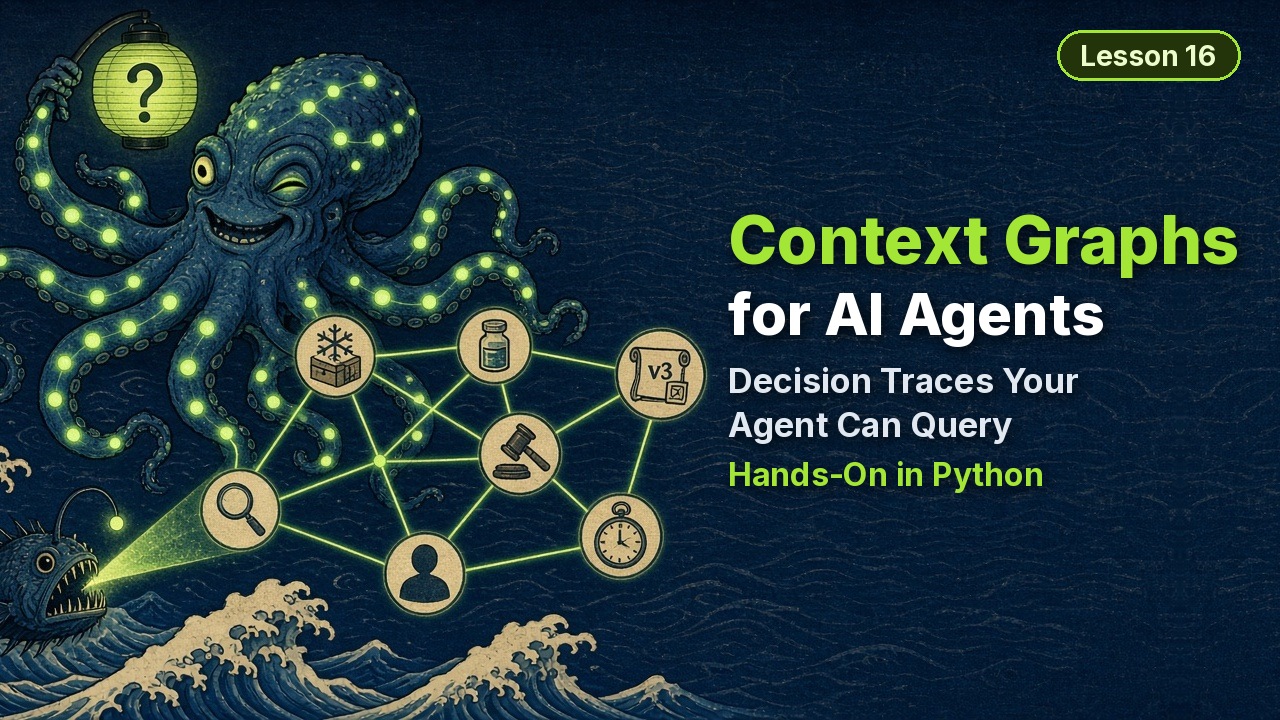 ?
Lesson 16
Context Graphs
for AI Agents
Decision Traces Your
Agent Can Query
Hands-On in Python
v3